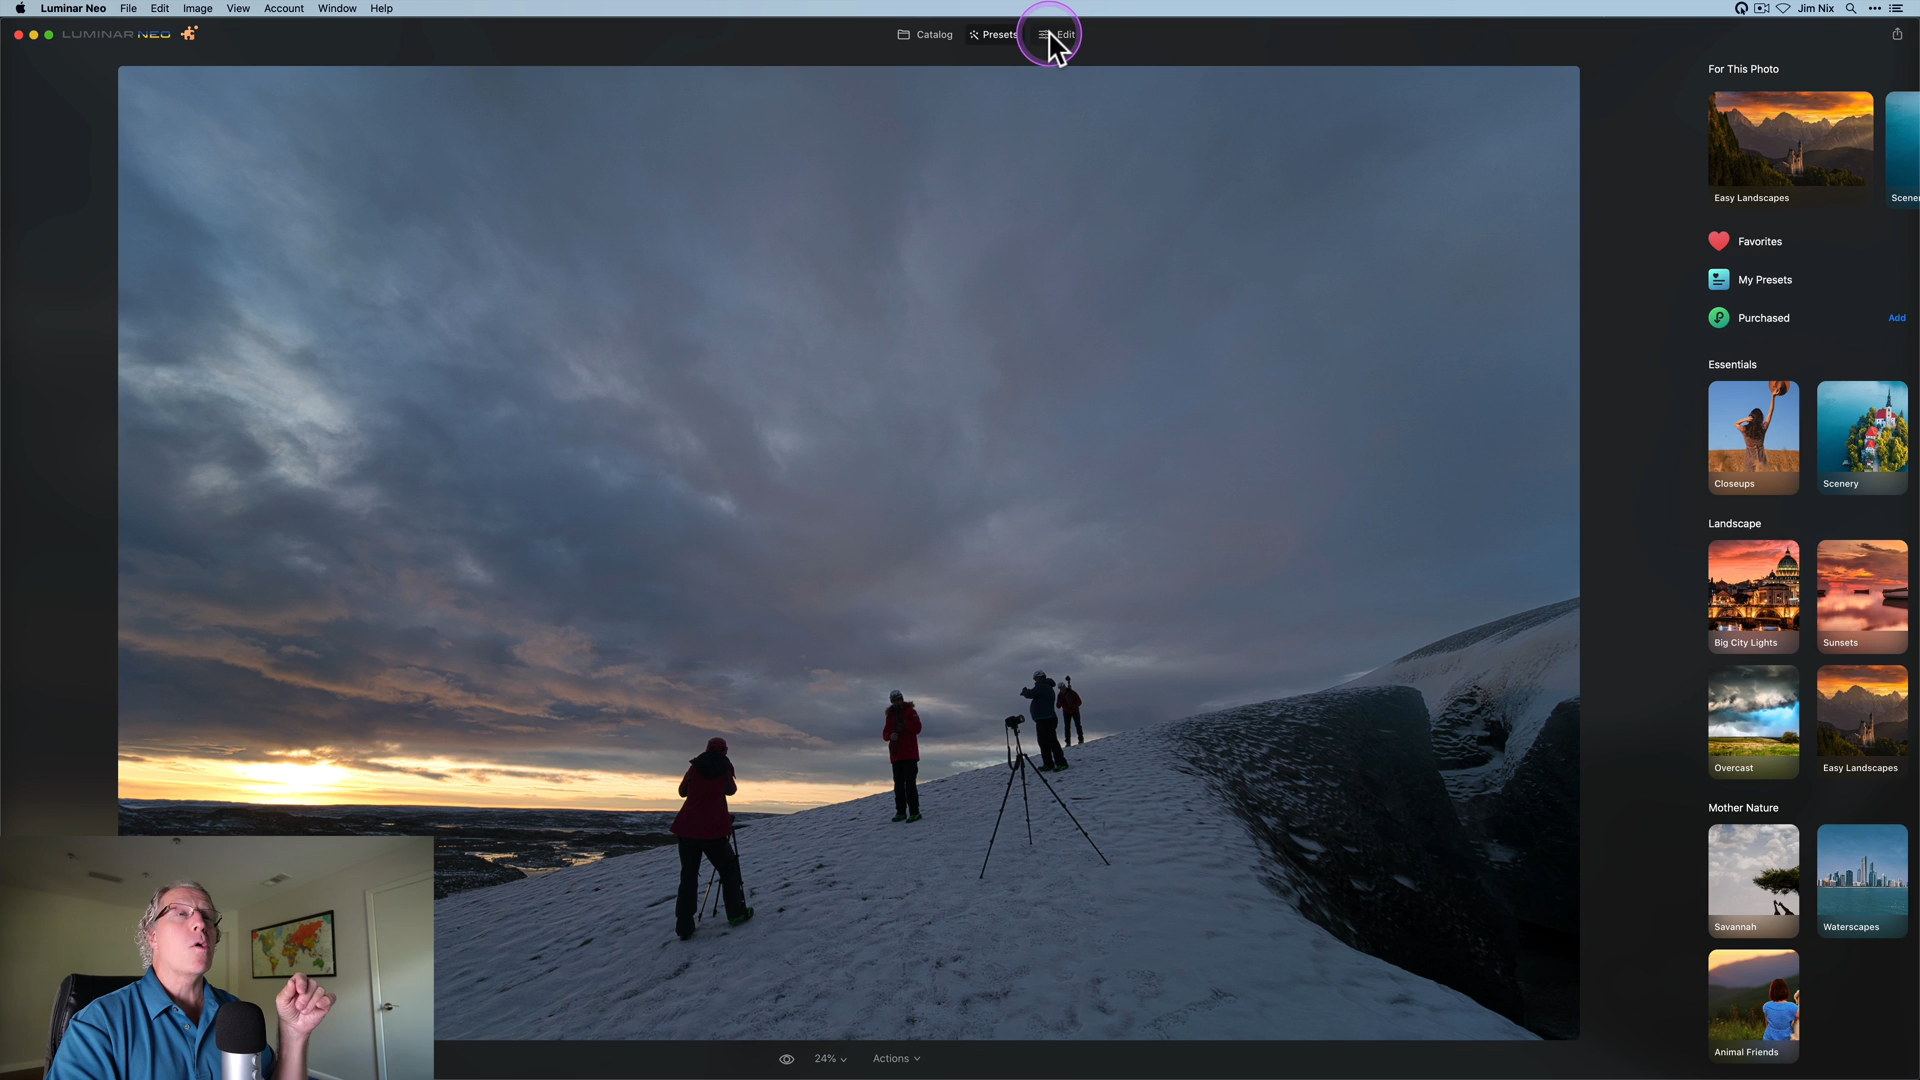 Luminar Neo File Edit Image View Account Window Help Jim Nix
LUMINAR NEO Catalog Presets Edit
For This Photo
Easy Landscapes Scener
Favorites
My Presets
Purchased Add
Essentials
Closeups Scenery
Landscape
Big City Lights Sunsets
Overcast Easy Landscapes
Mother Nature
Savannah Waterscapes
Animal Friends
24% Actions